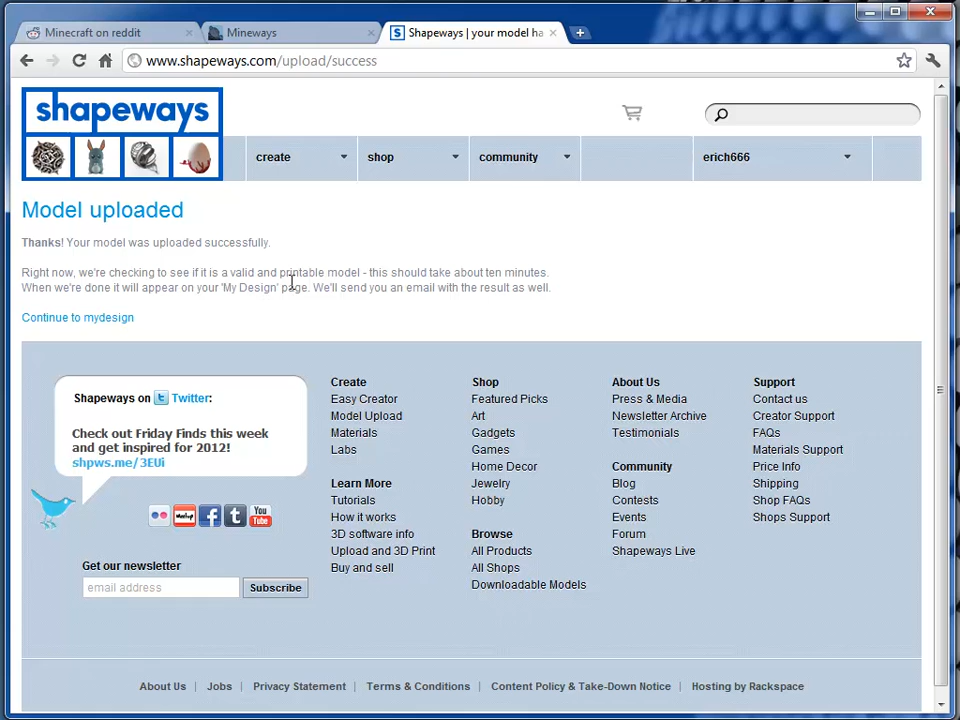 Minecraft on reddit
Mineways
Shapeways | your model ha
www.shapeways.com/upload/success
shapeways
create
shop
community
erich666
Model uploaded
Thanks! Your model was uploaded successfully.
Right now, we're checking to see if it is a valid and printable model - this should take about ten minutes.
When we're done it will appear on your 'My Design' page. We'll send you an email with the result as well.
Continue to mydesign
Shapeways on t Twitter:
Check out Friday Finds this week
and get inspired for 2012!
shpws.me/3EUi
Meetup f t You Tube
Get our newsletter
email address
Subscribe
Create
Easy Creator
Model Upload
Materials
Labs
Learn More
Tutorials
How it works
3D software info
Upload and 3D Print
Buy and sell
Shop
Featured Picks
Art
Gadgets
Games
Home Decor
Jewelry
Hobby
Browse
All Products
All Shops
Downloadable Models
About Us
Press & Media
Newsletter Archive
Testimonials
Community
Blog
Contests
Events
Forum
Shapeways Live
Support
Contact us
Creator Support
FAQs
Materials Support
Price Info
Shipping
Shop FAQs
Shops Support
About Us | Jobs | Privacy Statement | Terms & Conditions | Content Policy & Take-Down Notice | Hosting by Rackspace